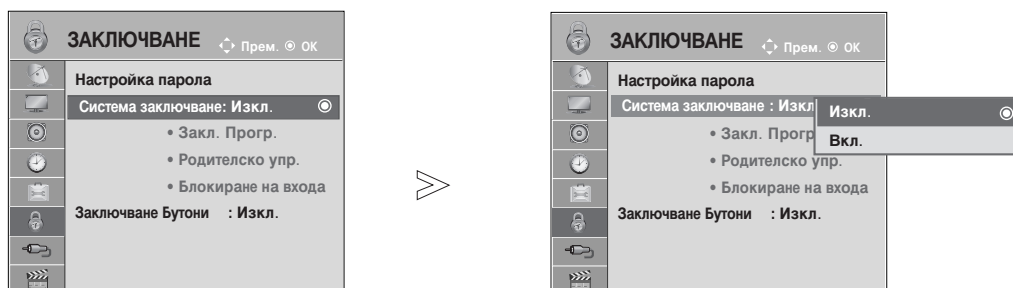 ЗАКЛЮЧВАНЕ Прем. OK
Настройка парола
Система заключване: Изкл.
• Закл. Прогр.
• Родителско упр.
• Блокиране на входа
Заключване Бутони : Изкл.
ЗАКЛЮЧВАНЕ Прем. OK
Настройка парола
Система заключване : Изкл
Изкл.
Вкл.
• Закл. Прогр
• Родителско упр.
• Блокиране на входа
Заключване Бутони : Изкл.